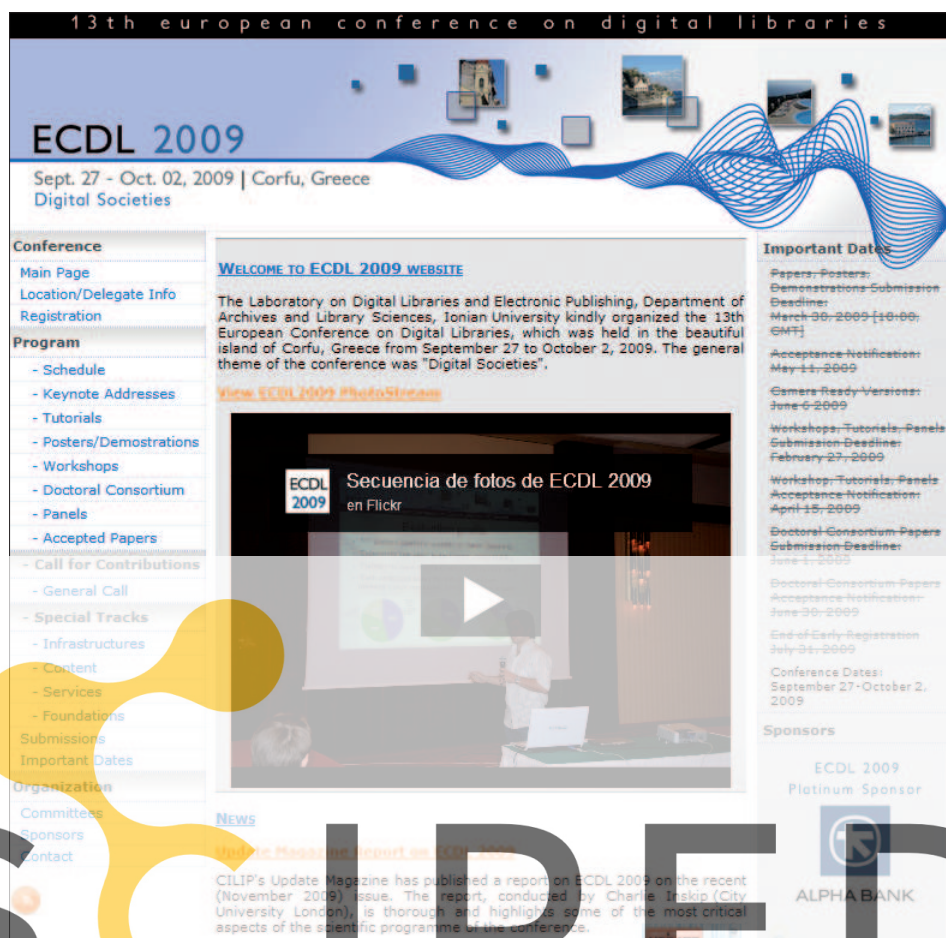 13th european conference on digital libraries
ECDL 2009
Sept. 27 - Oct. 02, 2009 | Corfu, Greece
Digital Societies
Conference
Main Page
Location/Delegate Info
Registration
Program
- Schedule
- Keynote Addresses
- Tutorials
- Posters/Demostrations
- Workshops
- Doctoral Consortium
- Panels
- Accepted Papers
- Call for Contributions
- General Call
- Special Tracks
- Infrastructures
- Content
- Services
- Foundations
Submissions
Important Dates
Organization
Committees
Sponsors
Contact
WELCOME TO ECDL 2009 WEBSITE
The Laboratory on Digital Libraries and Electronic Publishing, Department of
Archives and Library Sciences, Ionian University kindly organized the 13th
European Conference on Digital Libraries, which was held in the beautiful
island of Corfu, Greece from September 27 to October 2, 2009. The general
theme of the conference was "Digital Societies".
View ECDL 2009 PhotoStream
ECDL
2009
Secuencia de fotos de ECDL 2009
en Flickr
NEWS
Update Magazine Report on ECDL 2009
CILIP's Update Magazine has published a report on ECDL 2009 on the recent
(November 2009) issue. The report, conducted by Charlie Inskip (City
University London), is thorough and highlights some of the most critical
aspects of the scientific programme of the conference.
Important Dates
Papers, Posters,
Demonstrations Submission
Deadline:
March 30, 2009 [10:00,
GMT]
Acceptance Notification:
May 11, 2009
Camera Ready Versions:
June 6 2009
Workshops, Tutorials, Panels
Submission Deadline:
February 27, 2009
Workshop, Tutorials, Panels
Acceptance Notification:
April 15, 2009
Doctoral Consortium Papers
Submission Deadline:
June 1, 2009
Doctoral Consortium Papers
Acceptance Notification:
June 30, 2009
End of Early Registration
July 31, 2009
Conference Dates:
September 27-October 2,
2009
Sponsors
ECDL 2009
Platinum Sponsor
ALPHA BANK